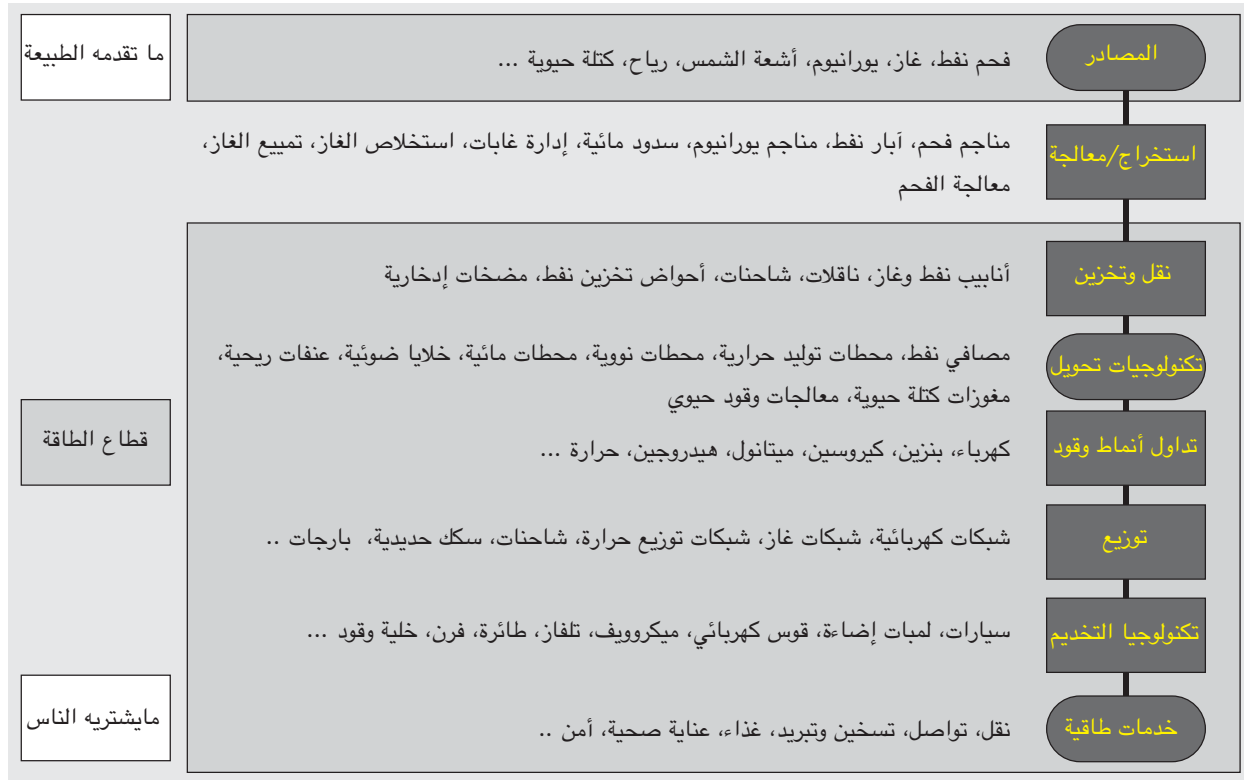 ما تقدمه الطبيعة
المصادر
فحم نفط، غاز، يورانيوم، أشعة الشمس، رياح، كتلة حيوية ...
استخراج/معالجة
مناجم فحم، آبار نفط، مناجم يورانيوم، سدود مائية، إدارة غابات، استخلاص الغاز، تمييع الغاز،
معالجة الفحم
نقل وتخزين
أنابيب نفط وغاز، ناقلات، شاحنات، أحواض تخزين نفط، مضخات إدخارية
تكنولوجيات تحويل
مصافي نفط، محطات توليد حرارية، محطات نووية، محطات مائية، خلايا ضوئية، عنفات ريحية،
مغوزات كتلة حيوية، معالجات وقود حيوي
قطاع الطاقة
تداول أنماط وقود
كهرباء، بنزين، كيروسين، ميتانول، هيدروجين، حرارة ...
توزيع
شبكات كهربائية، شبكات غاز، شبكات توزيع حرارة، شاحنات، سكك حديدية، بارجات ..
تكنولوجيا التخديم
سيارات، لمبات إضاءة، قوس كهربائي، ميكروويف، تلفاز، طائرة، فرن، خلية وقود ...
مايشتريه الناس
خدمات طاقية
نقل، تواصل، تسخين وتبريد، غذاء، عناية صحية، أمن ..